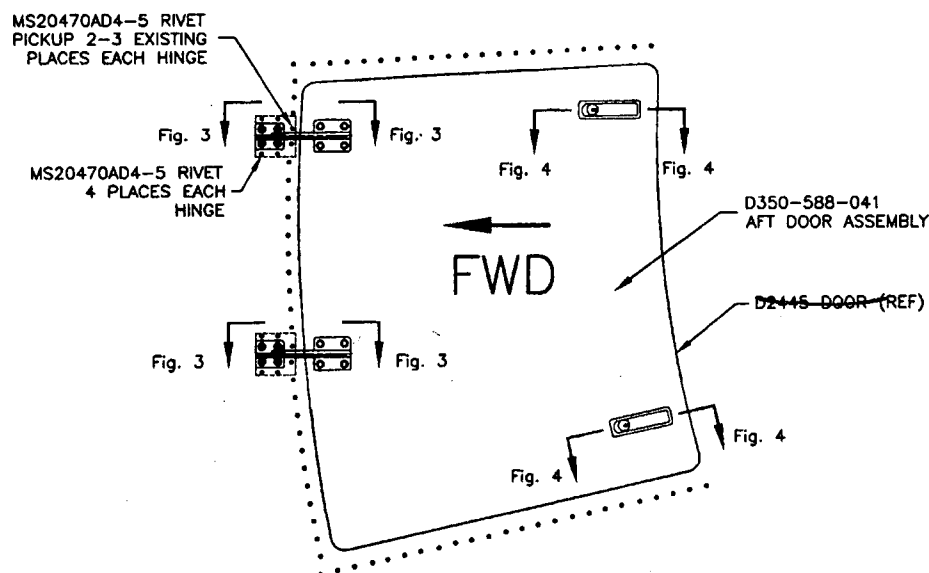 MS20470AD4-5 RIVET
PICKUP 2-3 EXISTING
PLACES EACH HINGE
Fig. 3
Fig. 3
Fig. 4
Fig. 4
MS20470AD4-5 RIVET
4 PLACES EACH
HINGE
D350-588-041
AFT DOOR ASSEMBLY
FWD
D2445 DOOR (REF)
Fig. 3
Fig. 3
Fig. 4
Fig. 4